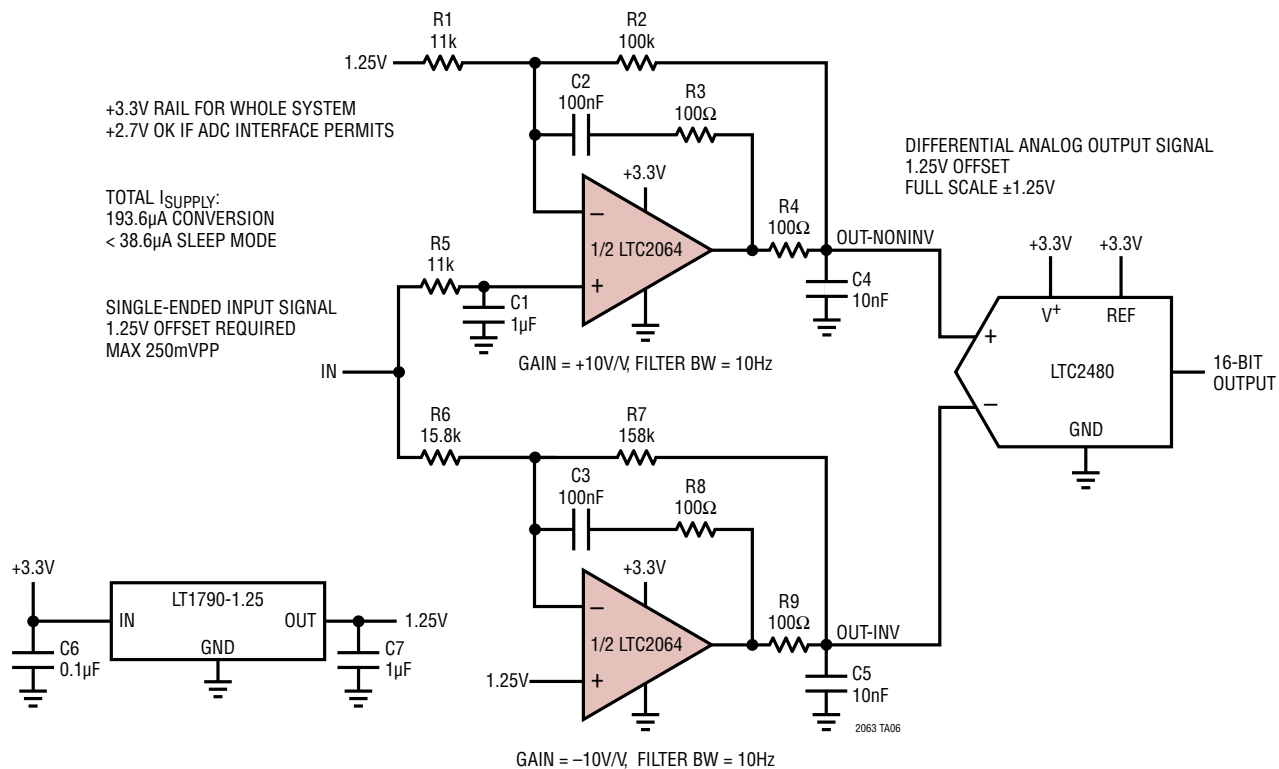 R1
11k
R2
100k
1.25V
C2
100nF
R3
100Ω
+3.3V RAIL FOR WHOLE SYSTEM
+2.7V OK IF ADC INTERFACE PERMITS
DIFFERENTIAL ANALOG OUTPUT SIGNAL
1.25V OFFSET
FULL SCALE ±1.25V
+3.3V
TOTAL ISUPPLY:
193.6µA CONVERSION
< 38.6µA SLEEP MODE
–
1/2 LTC2064
+
R4
100Ω
OUT-NONINV
R5
11k
C1
1µF
C4
10nF
+3.3V
+3.3V
V+
REF
+
LTC2480
–
GND
16-BIT
OUTPUT
SINGLE-ENDED INPUT SIGNAL
1.25V OFFSET REQUIRED
MAX 250mVPP
GAIN = +10V/V, FILTER BW = 10Hz
IN
R6
15.8k
R7
158k
C3
100nF
R8
100Ω
+3.3V
–
1/2 LTC2064
+
R9
100Ω
OUT-INV
1.25V
C5
10nF
2063 TA06
+3.3V
LT1790-1.25
IN
OUT
GND
1.25V
C6
0.1µF
C7
1µF
GAIN = –10V/V, FILTER BW = 10Hz